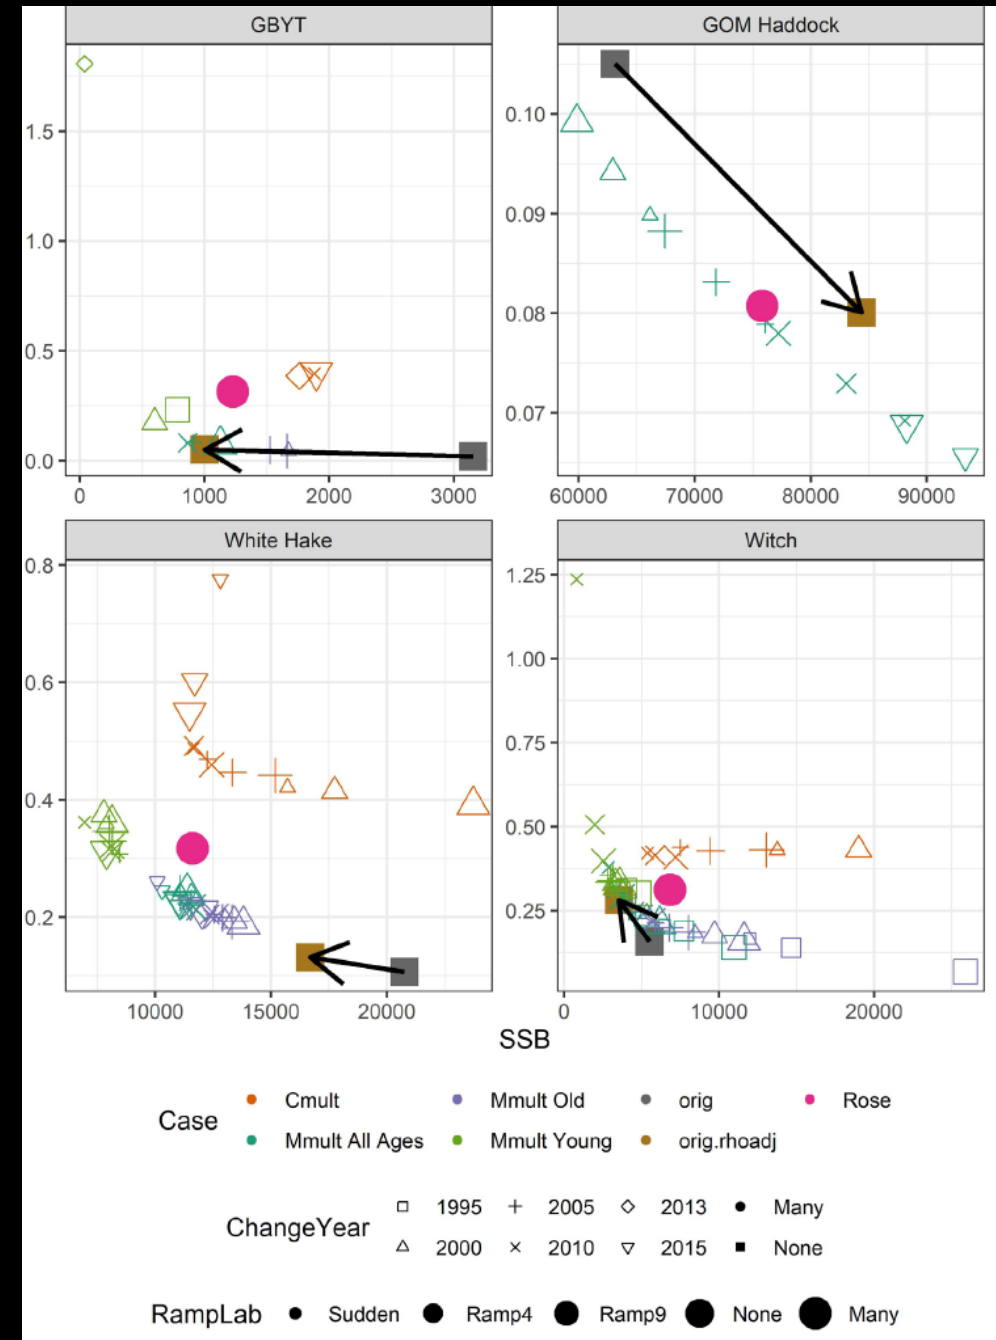 GBYT
GOM Haddock
1.5
1.0
0.5
0.0
0 1000 2000 3000
0.10
0.09
0.08
0.07
60000 70000 80000 90000
White Hake
Witch
0.8
0.6
0.4
0.2
10000 15000 20000
1.25
1.00
0.75
0.50
0.25
0 10000 20000
SSB
Case
Cmult Mmult Old orig Rose
Mmult All Ages Mmult Young orig.rhoadj
ChangeYear
1995 2005 2013 Many
2000 2010 2015 None
RampLab Sudden Ramp4 Ramp9 None Many